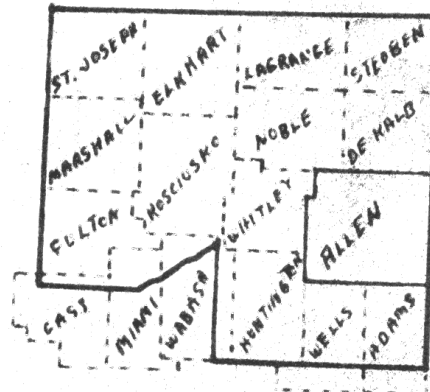 ST. JOSEPH
ELKHART
LAGRANGE
STEUBEN
MARSHALL
KOSCIUSKO
NOBLE
DE KALB
FULTON
WHITLEY
ALLEN
CASS
MIAMI
WABASH
HUNTINGTON
WELLS
ADAMS